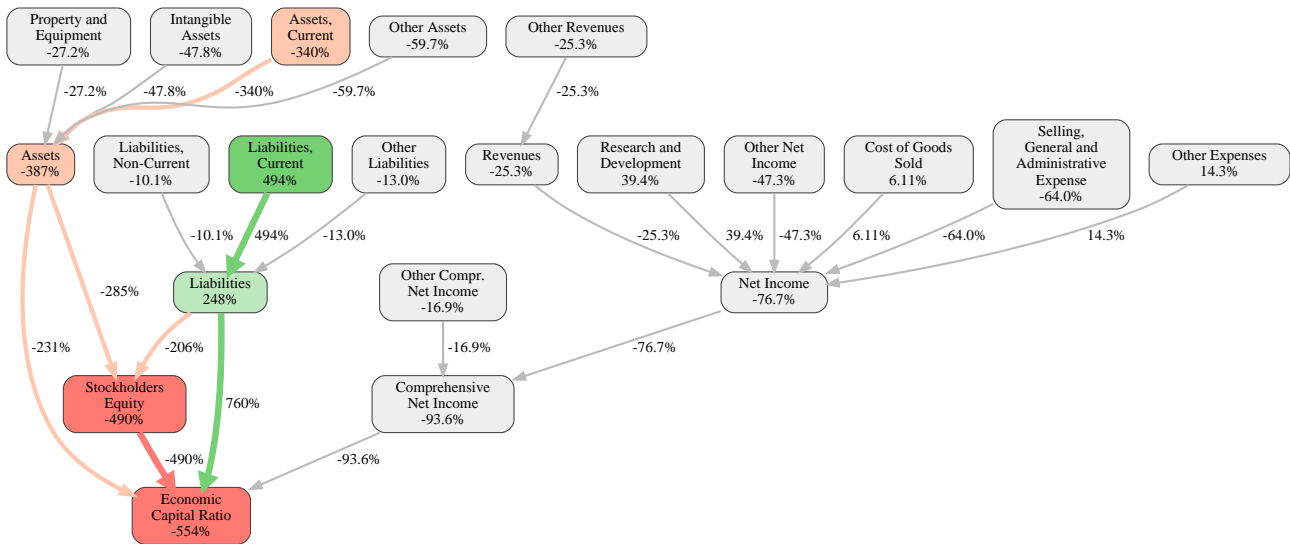 Property and
Equipment
-27.2%
Intangible
Assets
-47.8%
Assets,
Current
-340%
Other Assets
-59.7%
Other Revenues
-25.3%
-27.2%
-47.8%
-340%
-59.7%
-25.3%
Assets
-387%
Liabilities,
Non-Current
-10.1%
Liabilities,
Current
494%
Other
Liabilities
-13.0%
Revenues
-25.3%
Research and
Development
39.4%
Other Net
Income
-47.3%
Cost of Goods
Sold
6.11%
Selling,
General and
Administrative
Expense
-64.0%
Other Expenses
14.3%
-10.1%
494%
-13.0%
-25.3%
39.4%
-47.3%
6.11%
-64.0%
14.3%
Liabilities
248%
Other Compr.
Net Income
-16.9%
Net Income
-76.7%
-285%
-231%
-206%
-16.9%
-76.7%
Stockholders
Equity
-490%
760%
Comprehensive
Net Income
-93.6%
-490%
-93.6%
Economic
Capital Ratio
-554%